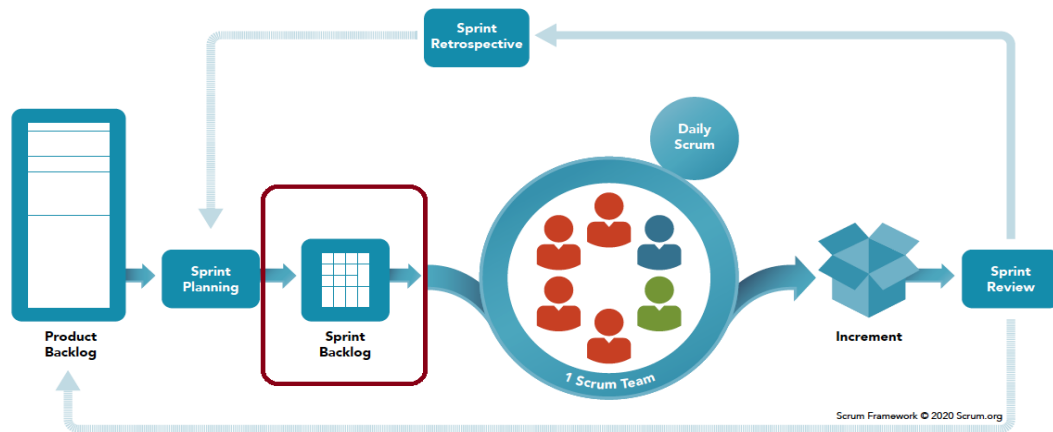 Sprint
Retrospective
Daily
Scrum
Sprint
Planning
Sprint
Review
Product
Backlog
Sprint
Backlog
Increment
1 Scrum Team
Scrum Framework © 2020 Scrum.org